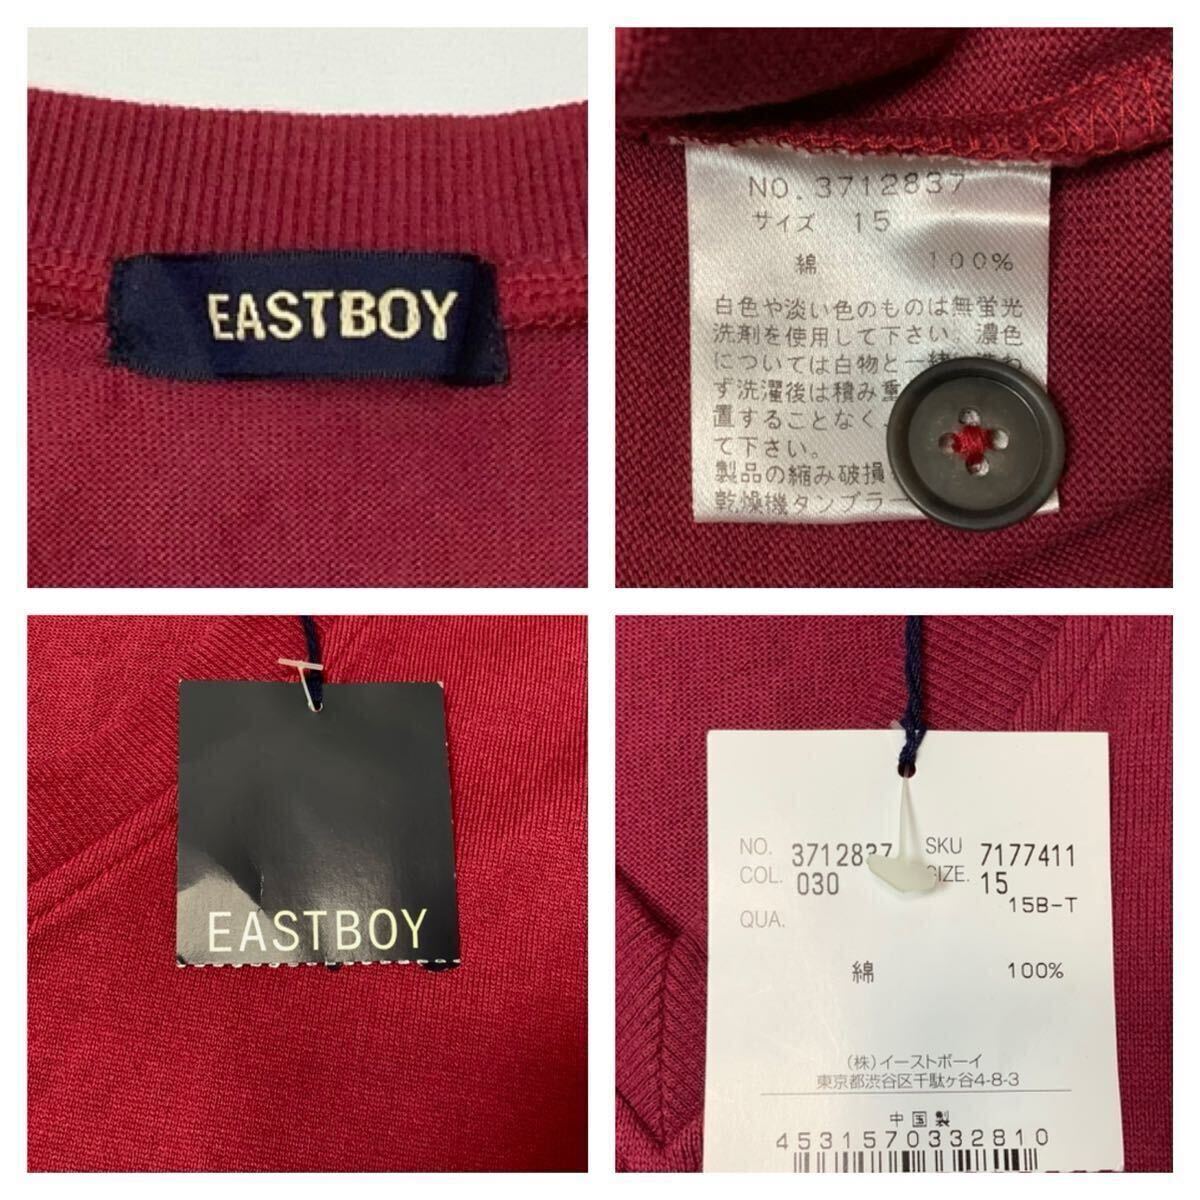 EASTBOY
NO. 3712837
サイズ 15
綿 100%
白色や淡い色のものは無蛍光
洗剤を使用して下さい。濃色
については白物と一緒
ず洗濯後は積み重
置することなく、
て下さい。
製品の縮み破損
乾燥機タンブラー
EASTBOY
NO. 3712837 SKU 7177411
COL. 030 SIZE. 15
15B-T
QUA.
綿 100%
(株)イーストボーイ
東京都渋谷区千駄ヶ谷4-8-3
中国製
4531570332810